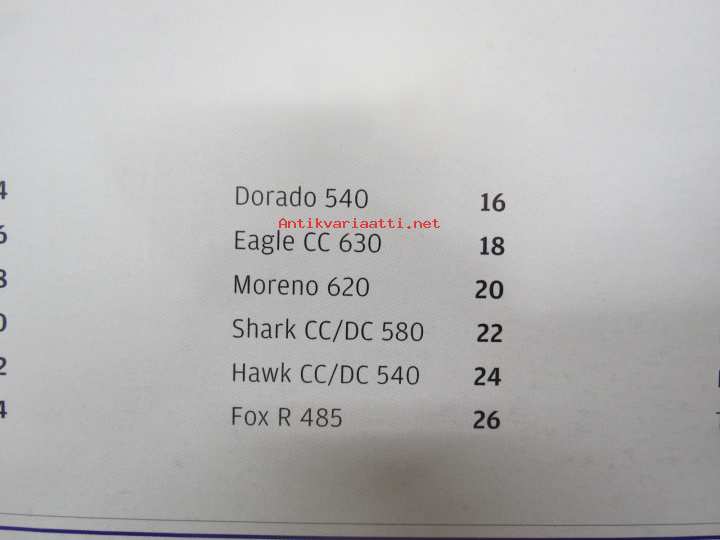 Dorado 540 16
Antikvariaatti.net
Eagle CC 630 18
Moreno 620 20
Shark CC/DC 580 22
Hawk CC/DC 540 24
Fox R 485 26